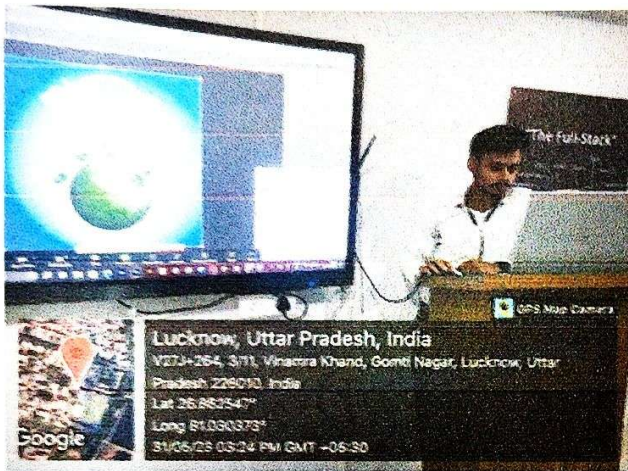 "The Full-Stack"
GPS Map Camera
Lucknow, Uttar Pradesh, India
V27J+264, 3/11, Vinamra Khand, Gomti Nagar, Lucknow, Uttar
Pradesh 226010, India
Lat 26.862547°
Long 81.030373°
31/05/23 03:24 PM GMT +05:30
Google